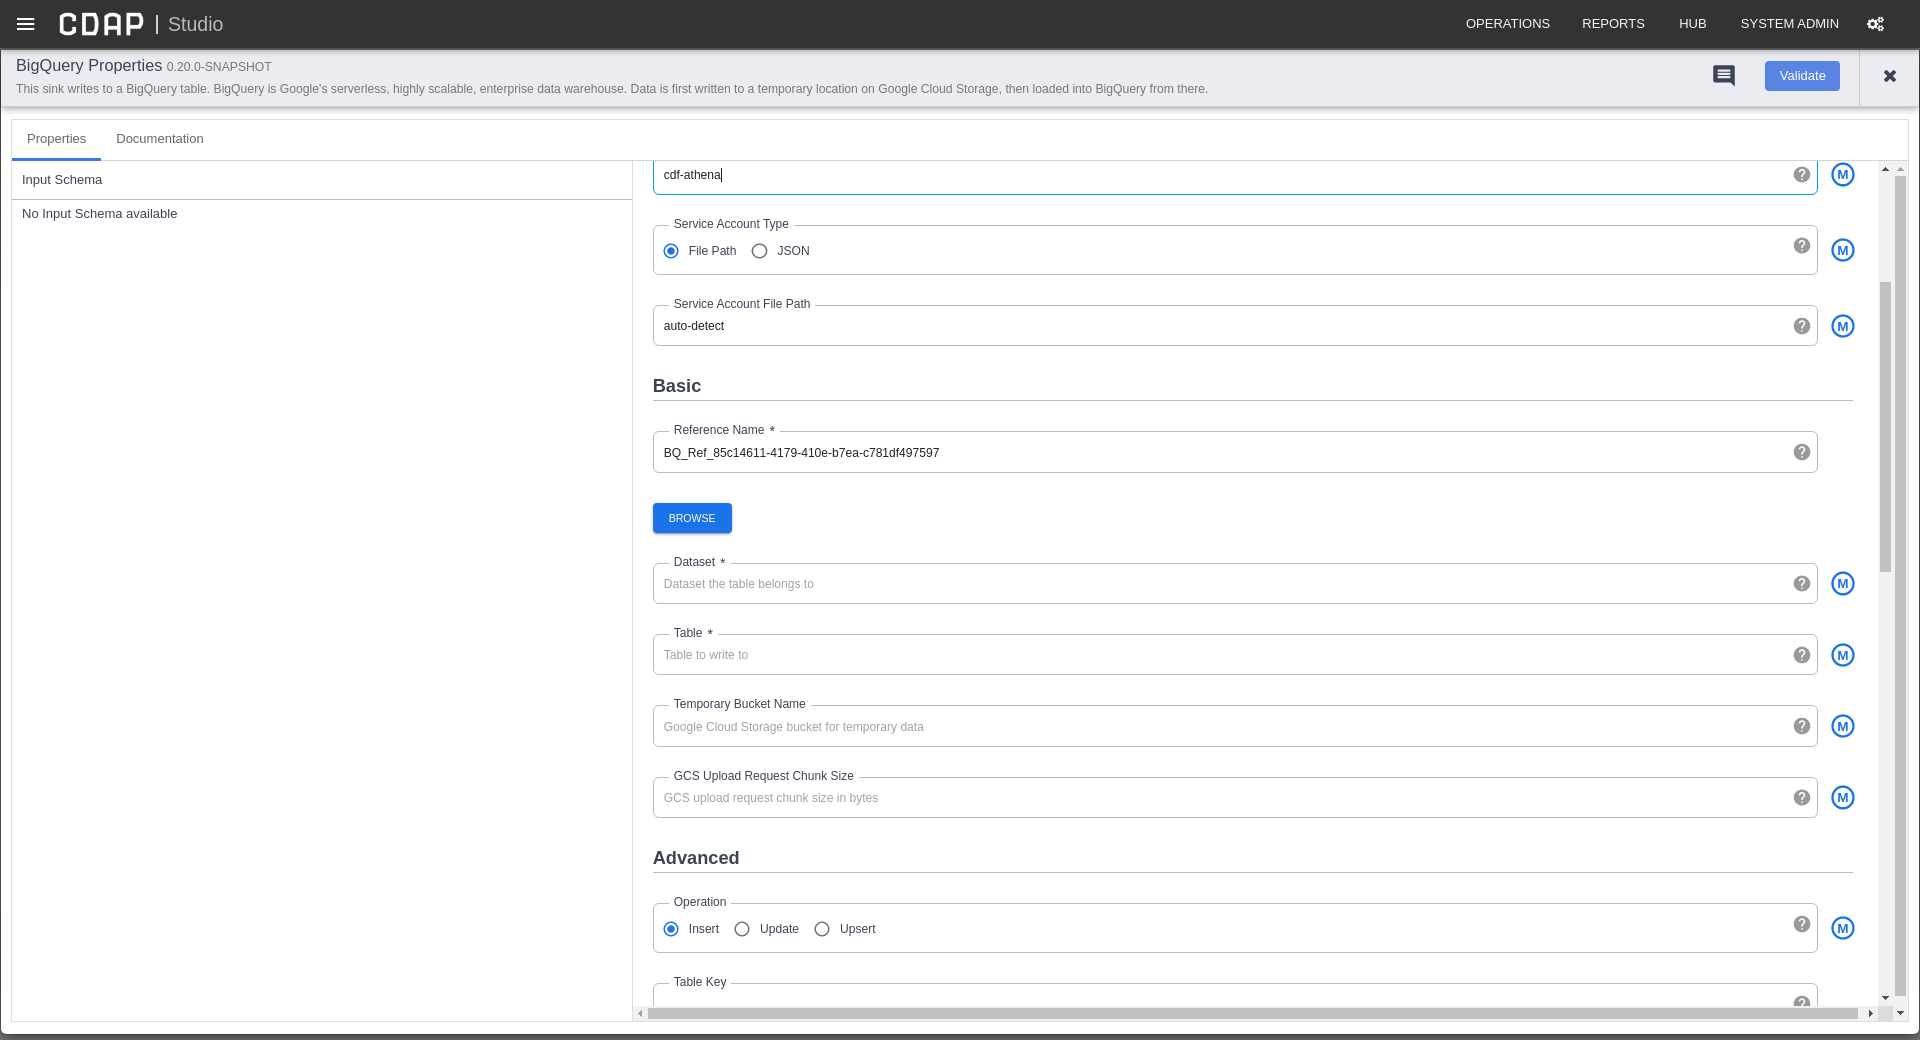 CDAP | Studio
OPERATIONS REPORTS HUB SYSTEM ADMIN
BigQuery Properties 0.20.0-SNAPSHOT
This sink writes to a BigQuery table. BigQuery is Google's serverless, highly scalable, enterprise data warehouse. Data is first written to a temporary location on Google Cloud Storage, then loaded into BigQuery from there.
Validate
Properties Documentation
Input Schema
No Input Schema available
cdf-athena
M
Service Account Type
File Path JSON
M
Service Account File Path
auto-detect
M
Basic
Reference Name *
BQ_Ref_85c14611-4179-410e-b7ea-c781df497597
BROWSE
Dataset *
Dataset the table belongs to
M
Table *
Table to write to
M
Temporary Bucket Name
Google Cloud Storage bucket for temporary data
M
GCS Upload Request Chunk Size
GCS upload request chunk size in bytes
M
Advanced
Operation
Insert Update Upsert
M
Table Key